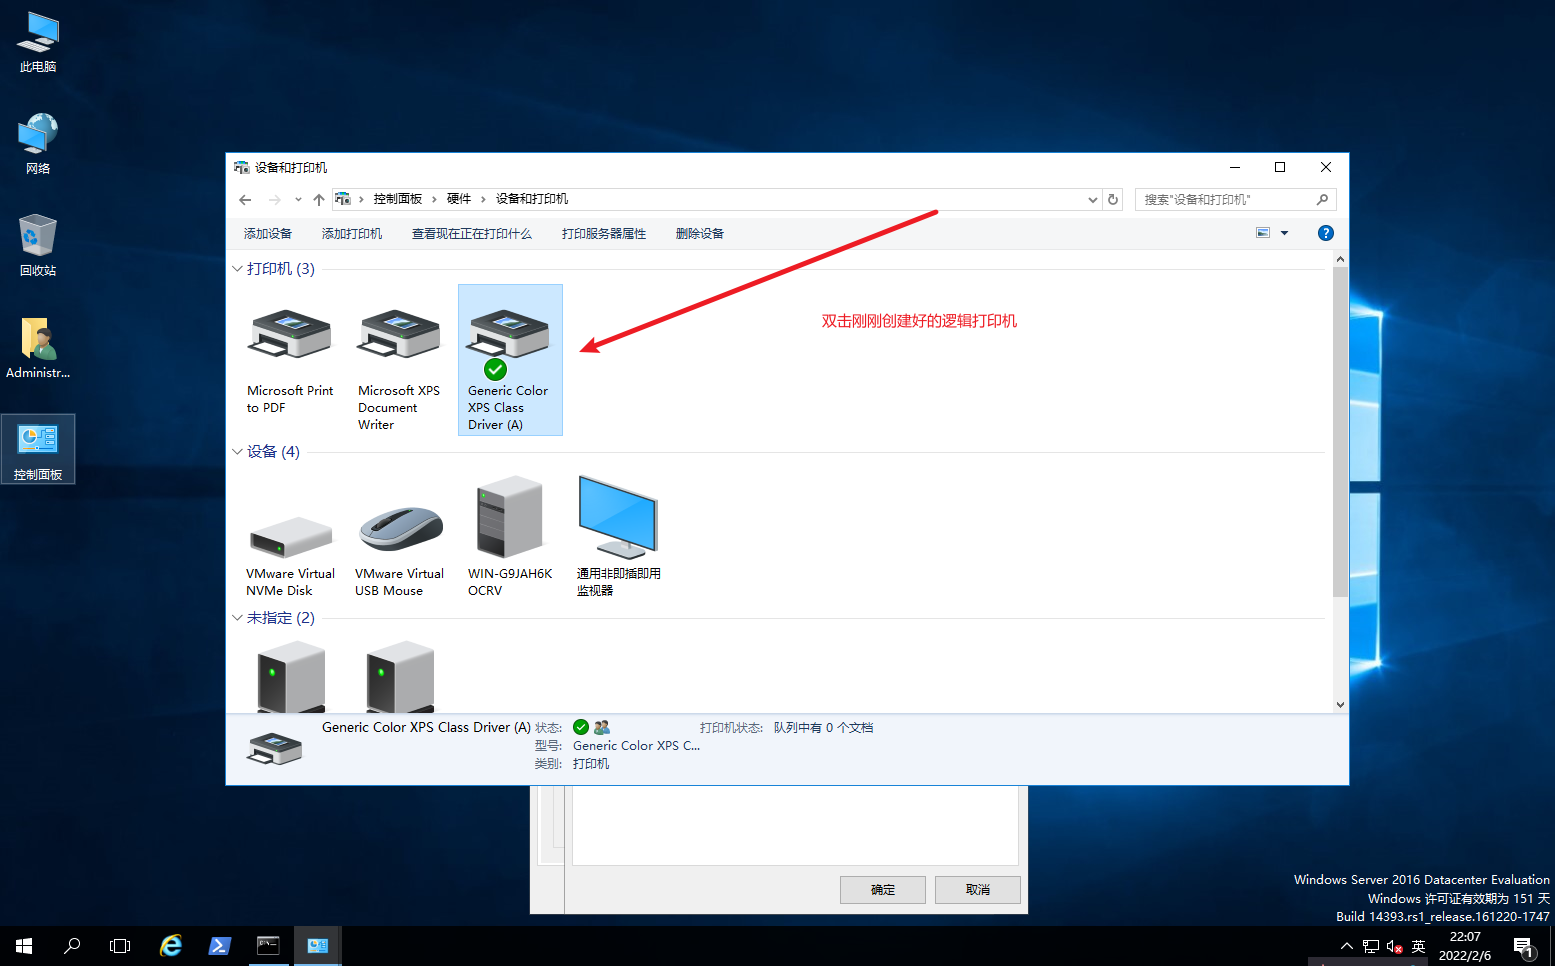 此电脑
网络
回收站
Administr...
控制面板
设备和打印机
控制面板 › 硬件 › 设备和打印机
搜索"设备和打印机"
添加设备 添加打印机 查看现在正在打印什么 打印服务器属性 删除设备
打印机 (3)
双击刚刚创建好的逻辑打印机
Microsoft Print
to PDF
Microsoft XPS
Document
Writer
Generic Color
XPS Class
Driver (A)
设备 (4)
VMware Virtual
NVMe Disk
VMware Virtual
USB Mouse
WIN-G9JAH6K
OCRV
通用非即插即用
监视器
未指定 (2)
Generic Color XPS Class Driver (A) 状态: 打印机状态: 队列中有 0 个文档
型号: Generic Color XPS C...
类别: 打印机
确定 取消
Windows Server 2016 Datacenter Evaluation
Windows 许可证有效期为 151 天
Build 14393.rs1_release.161220-1747
英
22:07
2022/2/6
1